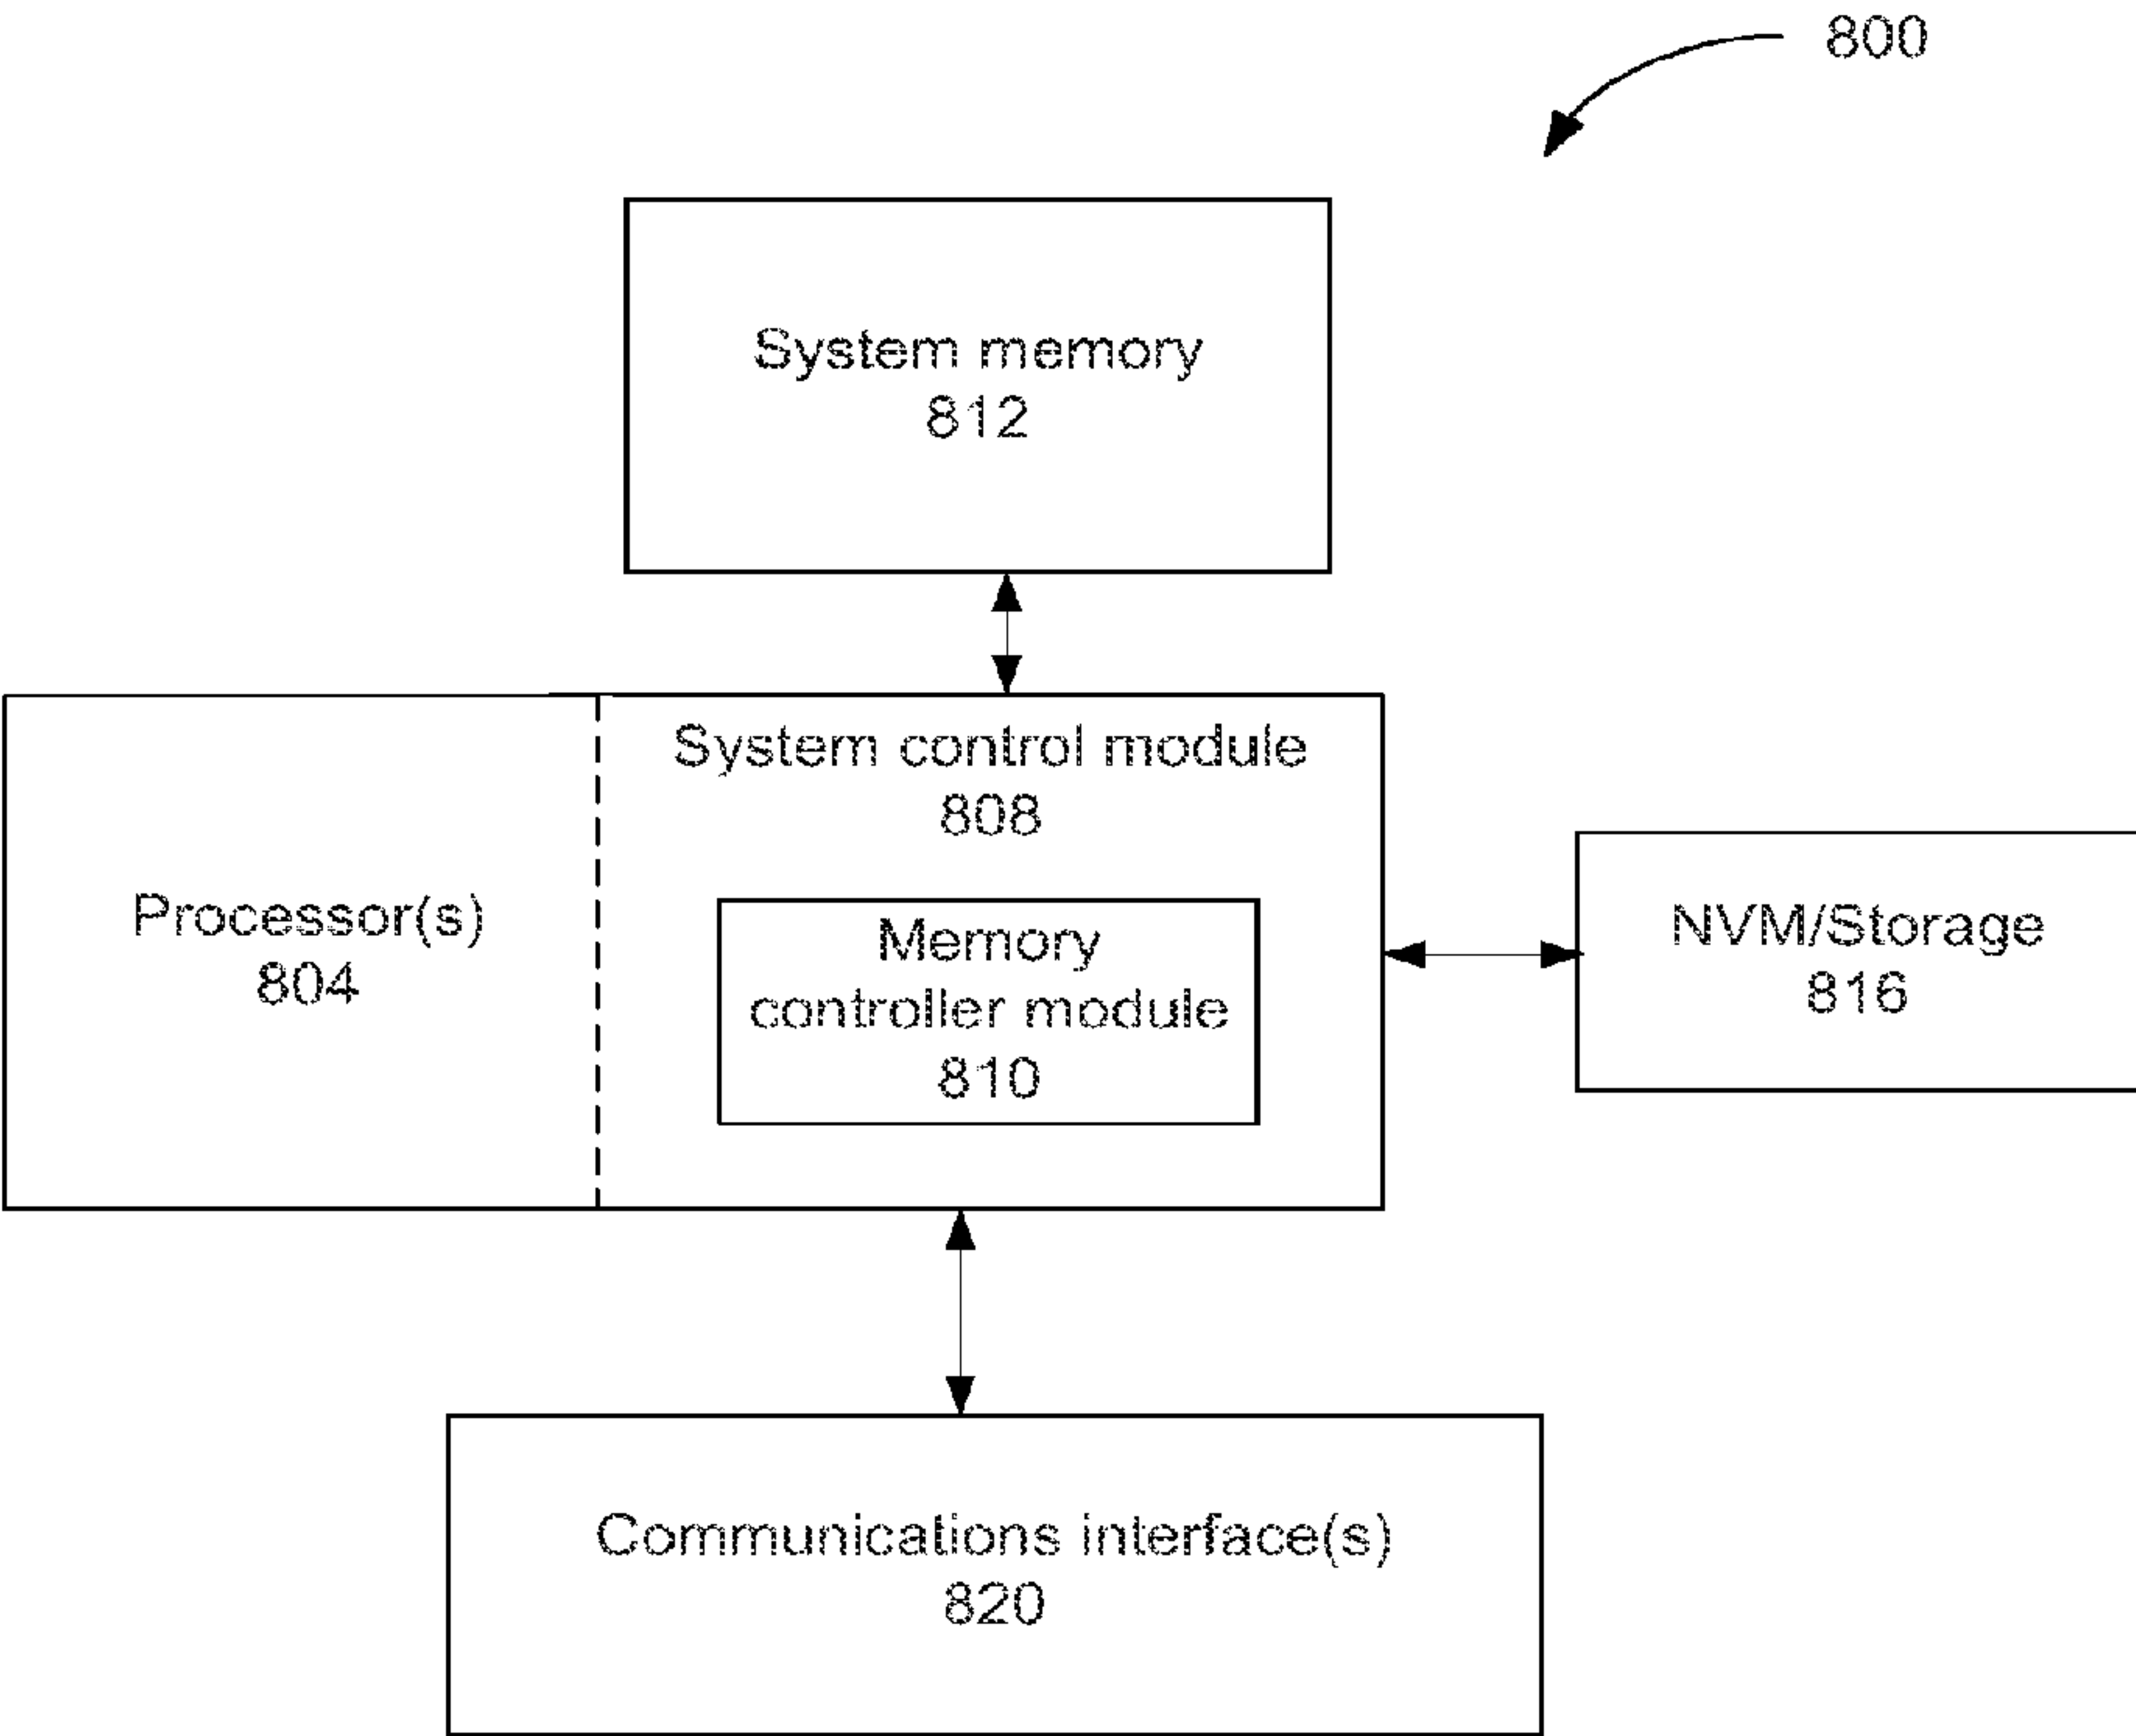 800
System memory
812
System control module
808
Processor(s)
804
Memory
controller module
810
NVM/Storage
816
Communications interface(s)
820